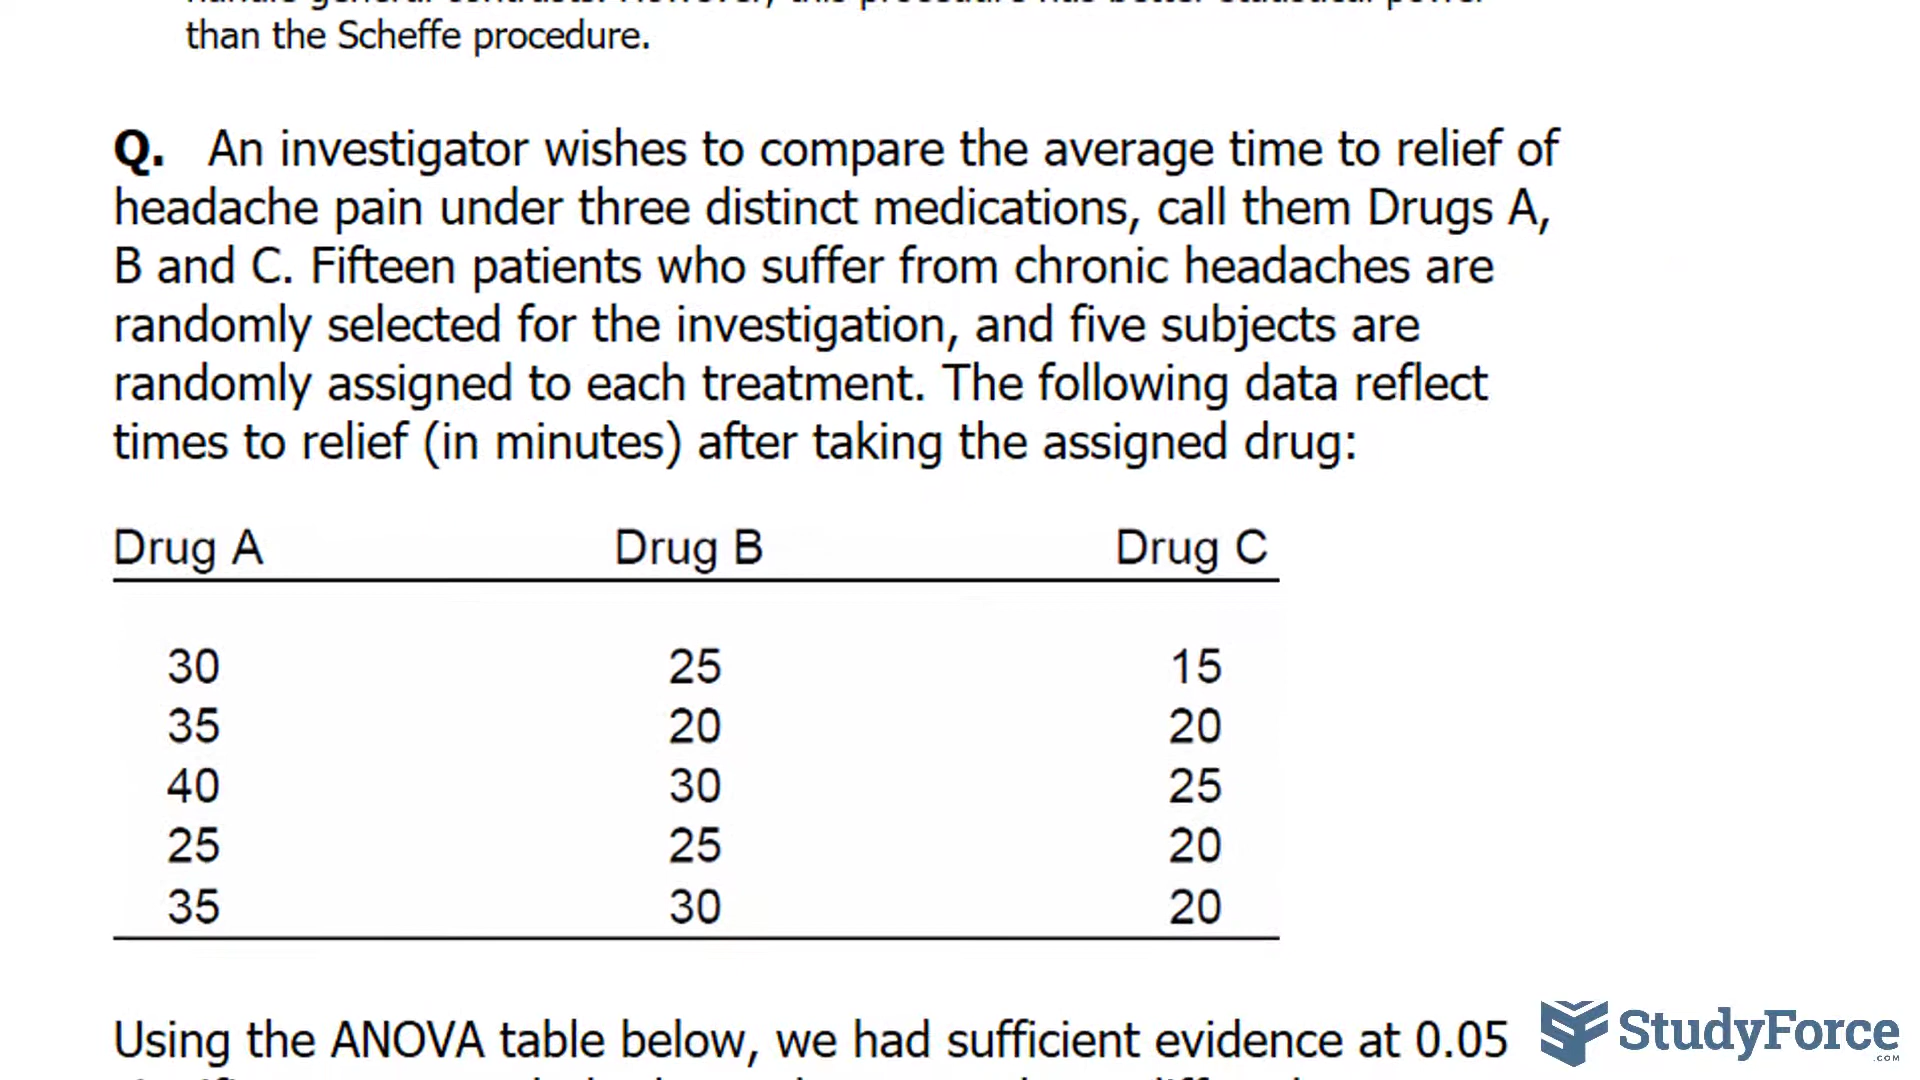 than the Scheffe procedure.
Q. An investigator wishes to compare the average time to relief of
headache pain under three distinct medications, call them Drugs A,
B and C. Fifteen patients who suffer from chronic headaches are
randomly selected for the investigation, and five subjects are
randomly assigned to each treatment. The following data reflect
times to relief (in minutes) after taking the assigned drug:
Drug A Drug B Drug C
30 25 15
35 20 20
40 30 25
25 25 20
35 30 20
Using the ANOVA table below, we had sufficient evidence at 0.05
StudyForce
.COM